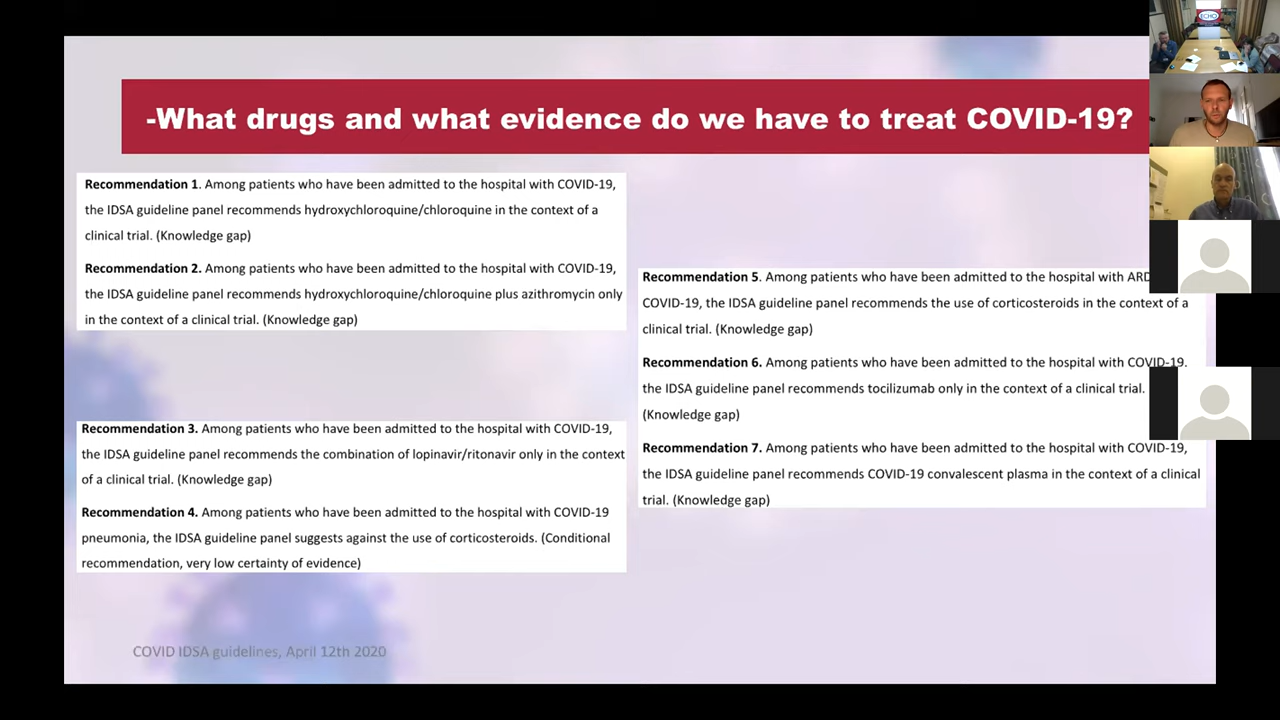 -What drugs and what evidence do we have to treat COVID-19?
Recommendation 1. Among patients who have been admitted to the hospital with COVID-19,
the IDSA guideline panel recommends hydroxychloroquine/chloroquine in the context of a
clinical trial. (Knowledge gap)
Recommendation 2. Among patients who have been admitted to the hospital with COVID-19,
the IDSA guideline panel recommends hydroxychloroquine/chloroquine plus azithromycin only
in the context of a clinical trial. (Knowledge gap)
Recommendation 3. Among patients who have been admitted to the hospital with COVID-19,
the IDSA guideline panel recommends the combination of lopinavir/ritonavir only in the context
of a clinical trial. (Knowledge gap)
Recommendation 4. Among patients who have been admitted to the hospital with COVID-19
pneumonia, the IDSA guideline panel suggests against the use of corticosteroids. (Conditional
recommendation, very low certainty of evidence)
Recommendation 5. Among patients who have been admitted to the hospital with
COVID-19, the IDSA guideline panel recommends the use of corticosteroids in the context of a
clinical trial. (Knowledge gap)
Recommendation 6. Among patients who have been admitted to the hospital with COVID-19.
the IDSA guideline panel recommends tocilizumab only in the context of a clinical trial.
(Knowledge gap)
Recommendation 7. Among patients who have been admitted to the hospital with COVID-19,
the IDSA guideline panel recommends COVID-19 convalescent plasma in the context of a clinical
trial. (Knowledge gap)
COVID IDSA guidelines, April 12th 2020
ECHO